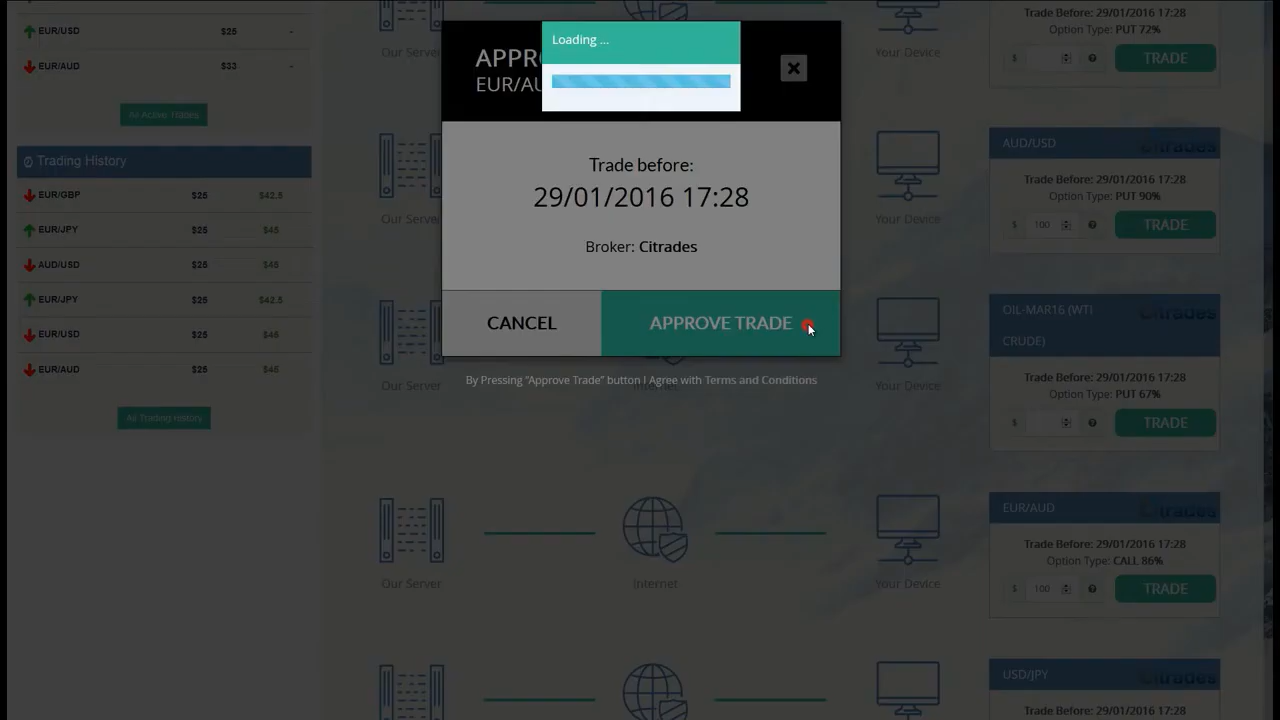 EUR/USD $25 -
EUR/AUD $33 -
All Active Trades
Trading History
EUR/GBP $25 $42.5
EUR/JPY $25 $45
AUD/USD $25 $45
EUR/JPY $25 $42.5
EUR/USD $25 $45
EUR/AUD $25 $45
All Trading History
Our Server
Your Device
Our Serve
Your Device
Internet
Your Device
Our Server
Internet
Your Device
Loading ...
APPR
EUR/AU
Trade before:
29/01/2016 17:28
Broker: Citrades
CANCEL
APPROVE TRADE
By Pressing "Approve Trade" button I Agree with Terms and Conditions
Trade Before: 29/01/2016 17:28
Option Type: PUT 72%
$
TRADE
AUD/USD
Citrades
Trade Before: 29/01/2016 17:28
Option Type: PUT 90%
$ 100
TRADE
OIL-MAR16 (WTI
CRUDE)
Citrades
Trade Before: 29/01/2016 17:28
Option Type: PUT 67%
$
TRADE
EUR/AUD
Citrades
Trade Before: 29/01/2016 17:28
Option Type: CALL 86%
$ 100
TRADE
USD/JPY
Citrades
Trade Before: 29/01/2016 17:28